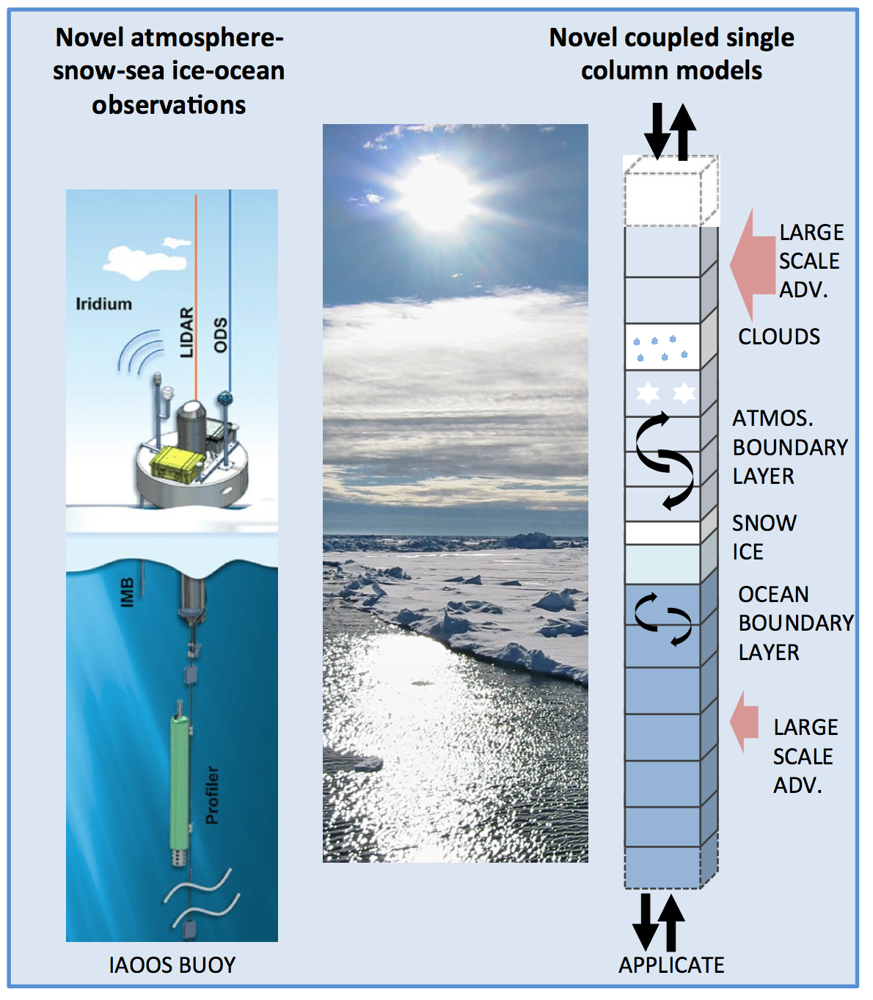 Novel atmosphere-
snow-sea ice-ocean
observations
Novel coupled single
column models
Iridium
LIDAR
ODS
IMB
Profiler
IAOOS BUOY
LARGE
SCALE
ADV.
CLOUDS
ATMOS.
BOUNDARY
LAYER
SNOW
ICE
OCEAN
BOUNDARY
LAYER
LARGE
SCALE
ADV.
APPLICATE